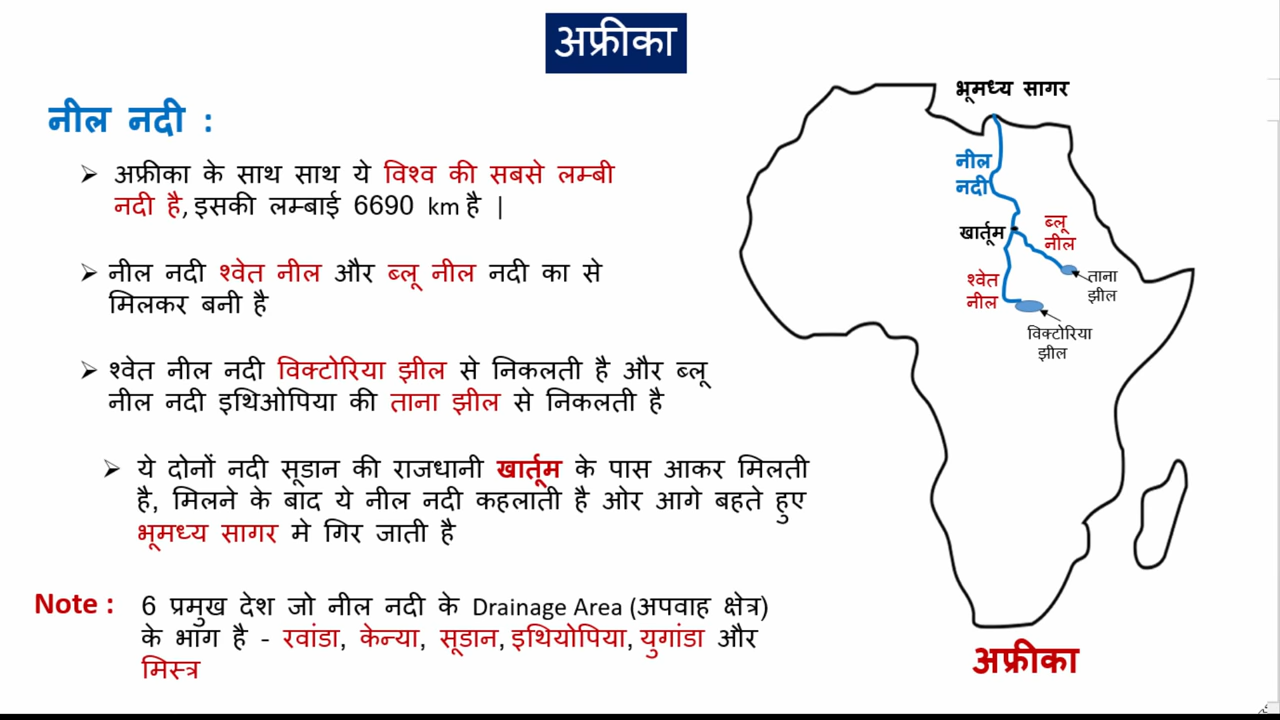 अफ्रीका
नील नदी :
➢ अफ्रीका के साथ साथ ये विश्व की सबसे लम्बी
नदी है, इसकी लम्बाई 6690 km है |
➢ नील नदी श्वेत नील और ब्लू नील नदी का से
मिलकर बनी है
➢ श्वेत नील नदी विक्टोरिया झील से निकलती है और ब्लू
नील नदी इथिओपिया की ताना झील से निकलती है
➢ ये दोनों नदी सूडान की राजधानी खार्तूम के पास आकर मिलती
है, मिलने के बाद ये नील नदी कहलाती है ओर आगे बहते हुए
भूमध्य सागर मे गिर जाती है
Note : 6 प्रमुख देश जो नील नदी के Drainage Area (अपवाह क्षेत्र)
के भाग है - रवांडा, केन्या, सूडान, इथियोपिया, युगांडा और
मिस्त्र
भूमध्य सागर
नील
नदी
खार्तूम
ब्लू
नील
श्वेत
नील
ताना
झील
विक्टोरिया
झील
अफ्रीका